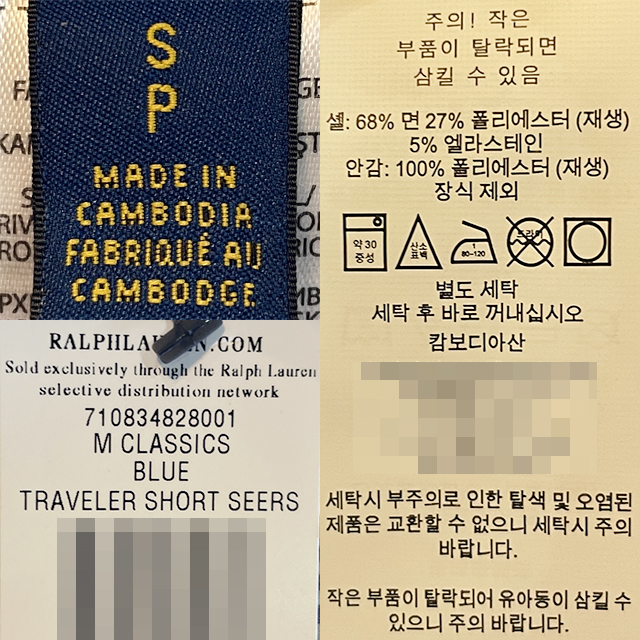 S
P
MADE IN
CAMBODIA
FABRIQUÉ AU
CAMBODGE
RALPHLAUREN.COM
Sold exclusively through the Ralph Lauren
selective distribution network
710834828001
M CLASSICS
BLUE
TRAVELER SHORT SEERS
주의! 작은
부품이 탈락되면
삼킬 수 있음
셸: 68% 면 27% 폴리에스터 (재생)
5% 엘라스테인
안감: 100% 폴리에스터 (재생)
장식 제외
약 30
중성
산소
표백
1
80-120
드라이
별도 세탁
세탁 후 바로 꺼내십시오
캄보디아산
세탁시 부주의로 인한 탈색 및 오염된
제품은 교환할 수 없으니 세탁시 주의
바랍니다.
작은 부품이 탈락되어 유아동이 삼킬 수
있으니 주의 바랍니다.